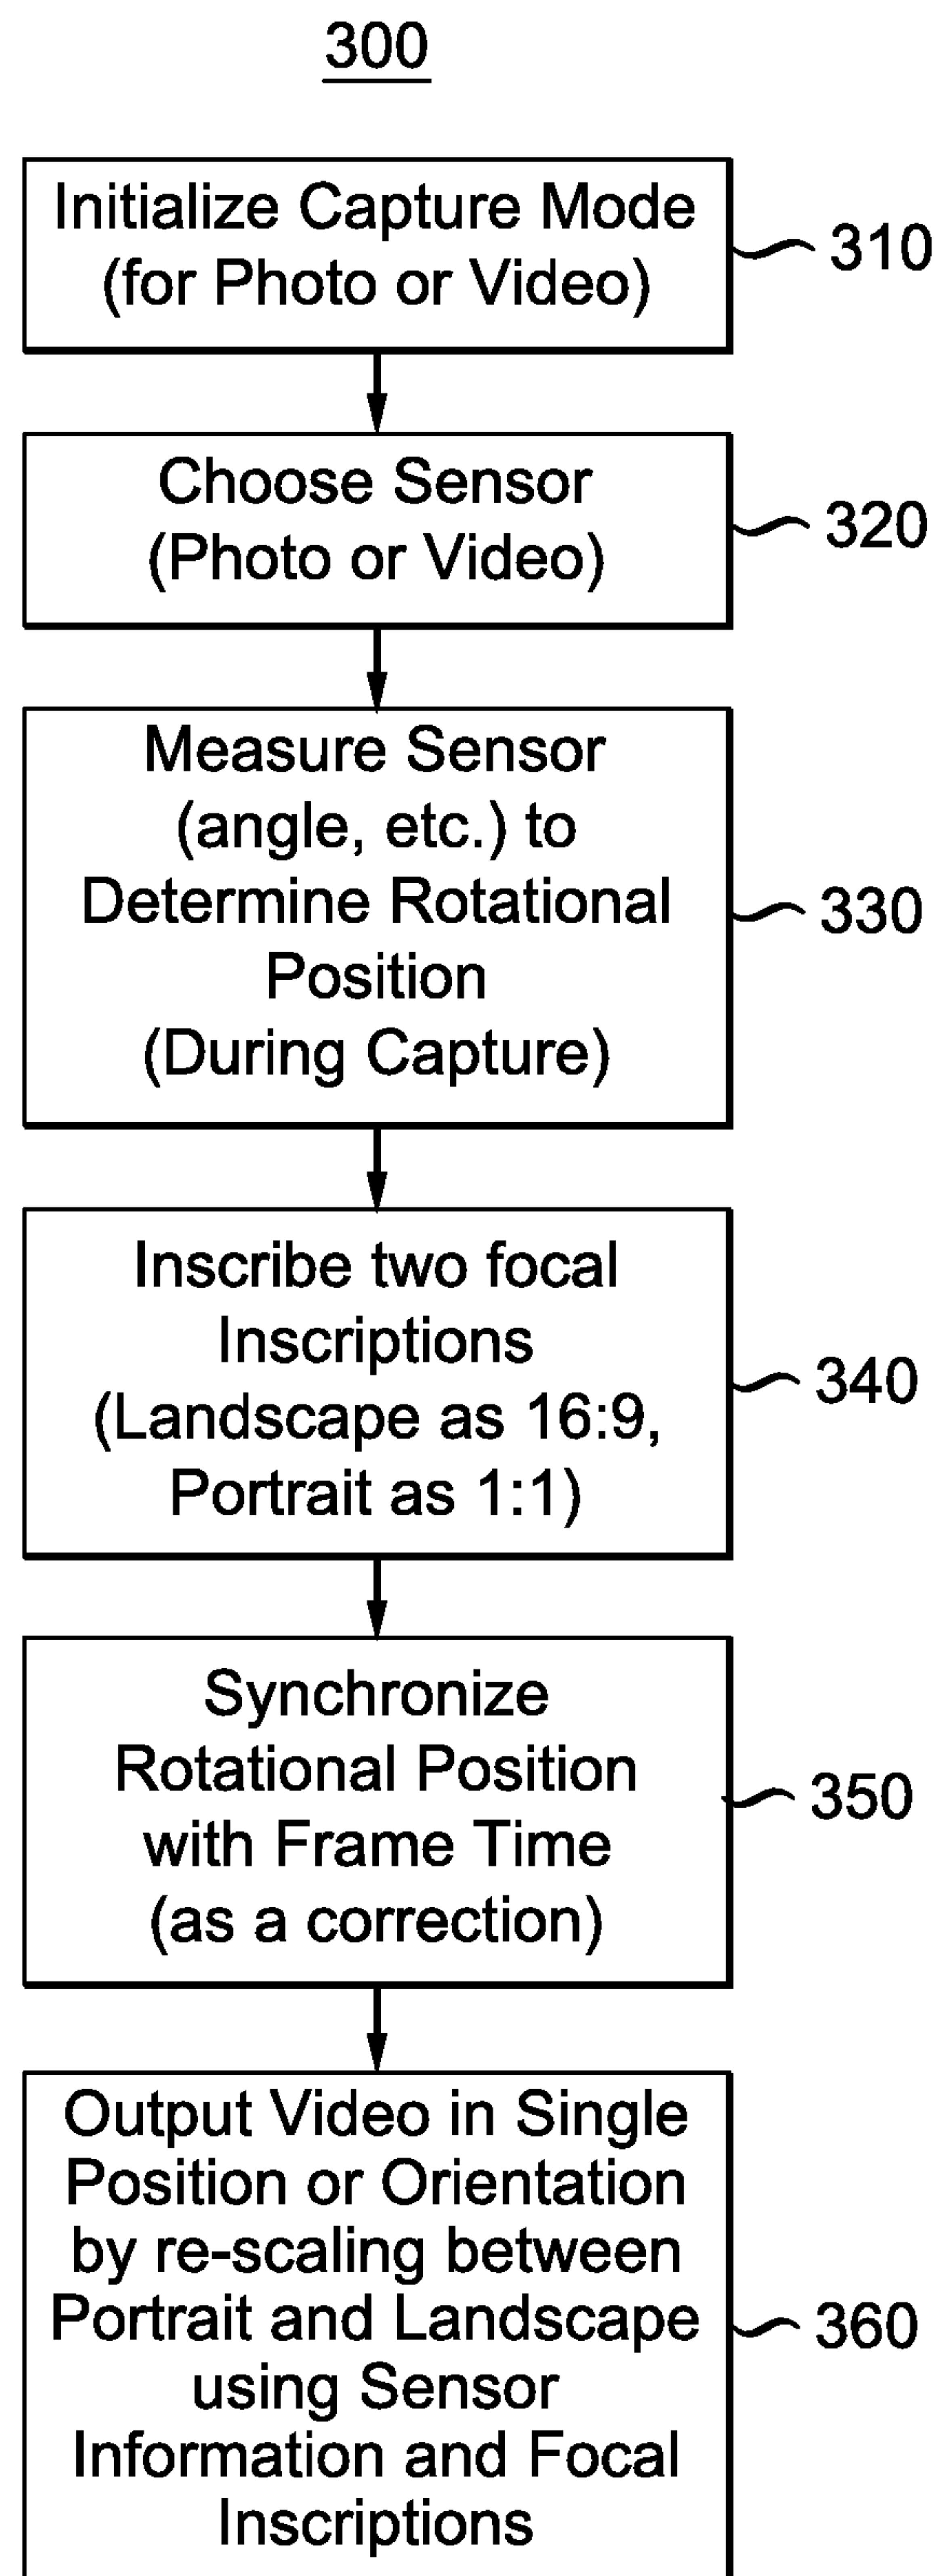 300
Initialize Capture Mode
(for Photo or Video)
310
Choose Sensor
(Photo or Video)
320
Measure Sensor
(angle, etc.) to
Determine Rotational
Position
(During Capture)
330
Inscribe two focal
Inscriptions
(Landscape as 16:9,
Portrait as 1:1)
340
Synchronize
Rotational Position
with Frame Time
(as a correction)
350
Output Video in Single
Position or Orientation
by re-scaling between
Portrait and Landscape
using Sensor
Information and Focal
Inscriptions
360